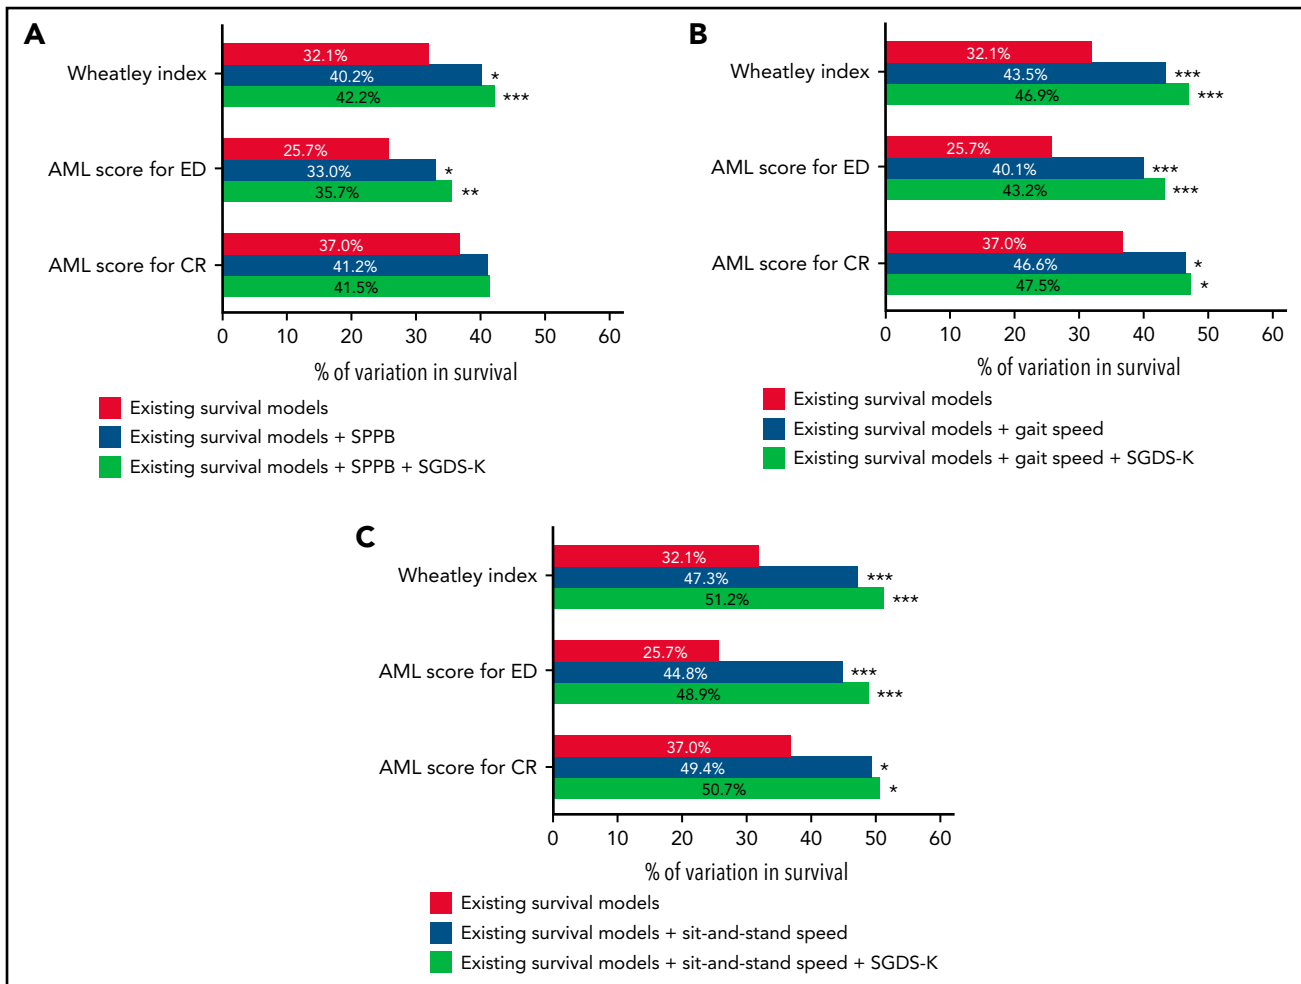 A
Wheatley index
32.1%
40.2% *
42.2% ***
AML score for ED
25.7%
33.0% *
35.7% **
AML score for CR
37.0%
41.2%
41.5%
0 10 20 30 40 50 60
% of variation in survival
Existing survival models
Existing survival models + SPPB
Existing survival models + SPPB + SGDS-K
B
Wheatley index
32.1%
43.5% ***
46.9% ***
AML score for ED
25.7%
40.1% ***
43.2% ***
AML score for CR
37.0%
46.6% *
47.5% *
0 10 20 30 40 50 60
% of variation in survival
Existing survival models
Existing survival models + gait speed
Existing survival models + gait speed + SGDS-K
C
Wheatley index
32.1%
47.3% ***
51.2% ***
AML score for ED
25.7%
44.8% ***
48.9% ***
AML score for CR
37.0%
49.4% *
50.7% *
0 10 20 30 40 50 60
% of variation in survival
Existing survival models
Existing survival models + sit-and-stand speed
Existing survival models + sit-and-stand speed + SGDS-K